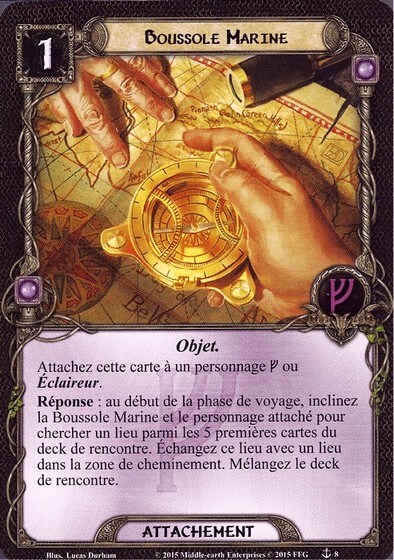 1
BOUSSOLE MARINE
Objet.
Attachez cette carte à un personnage ᚠ ou
Éclaireur.
Réponse : au début de la phase de voyage, inclinez
la Boussole Marine et le personnage attaché pour
chercher un lieu parmi les 5 premières cartes du
deck de rencontre. Échangez ce lieu avec un lieu
dans la zone de cheminement. Mélangez le deck
de rencontre.
ATTACHEMENT
Illus. Lucas Durham © 2015 Middle-earth Enterprises © 2015 FFG 8